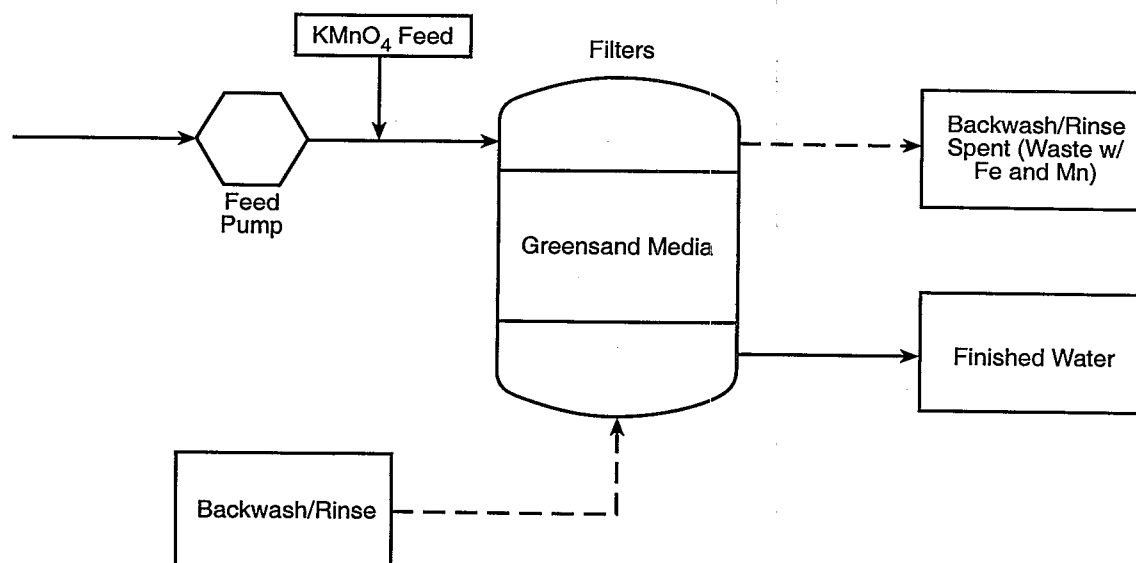 KMnO4 Feed
Filters
Feed
Pump
Backwash/Rinse
Spent (Waste w/
Fe and Mn)
Greensand Media
Finished Water
Backwash/Rinse